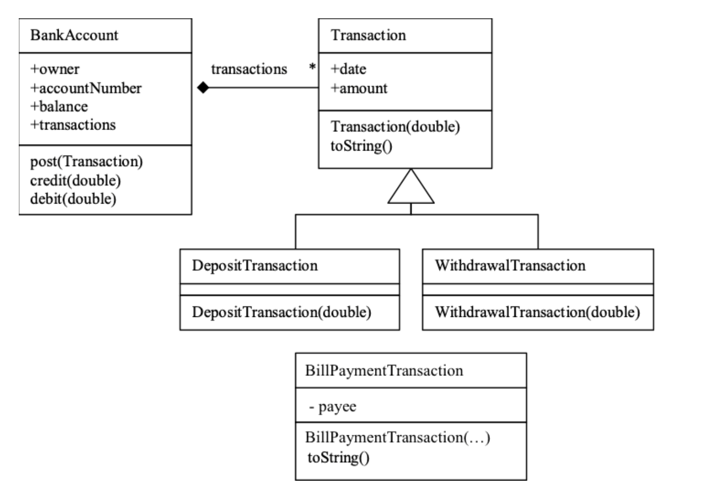 BankAccount
+owner
+accountNumber
+balance
+transactions
post(Transaction)
credit(double)
debit(double)
transactions *
Transaction
+date
+amount
Transaction(double)
toString()
DepositTransaction
DepositTransaction(double)
WithdrawalTransaction
WithdrawalTransaction(double)
BillPaymentTransaction
- payee
BillPaymentTransaction(...)
toString()